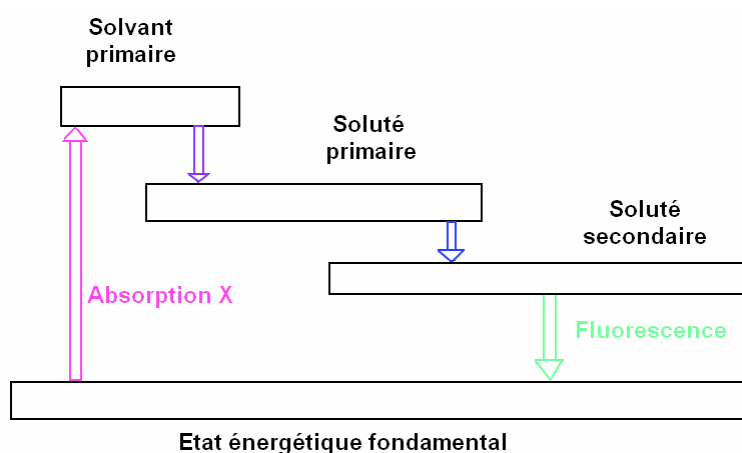 Solvant
primaire
Soluté
primaire
Soluté
secondaire
Absorption X
Fluorescence
Etat énergétique fondamental